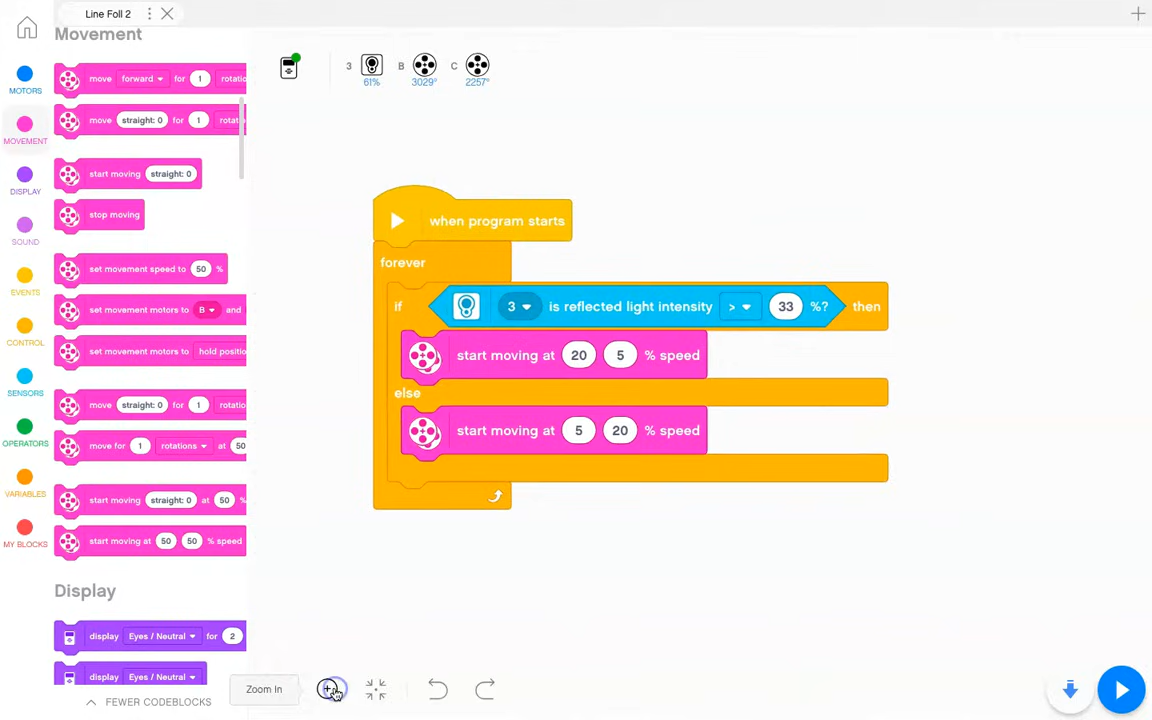 Line Foll 2
Movement
MOTORS
MOVEMENT
DISPLAY
SOUND
EVENTS
CONTROL
SENSORS
OPERATORS
VARIABLES
MY BLOCKS
move forward for 1
move straight: 0 for 1
start moving straight: 0
stop moving
set movement speed to 50 %
set movement motors to B and
set movement motors to hold
move straight: 0 for 1
move for 1 rotations at 50
start moving straight: 0 at 50
start moving at 50 50 % speed
Display
display Eyes / Neutral for 2
display Eyes / Neutral
FEWER CODEBLOCKS
Zoom In
3 B C
61% 3029° 2257°
when program starts
forever
if 3 is reflected light intensity > 33 %? then
start moving at 20 5 % speed
else
start moving at 5 20 % speed